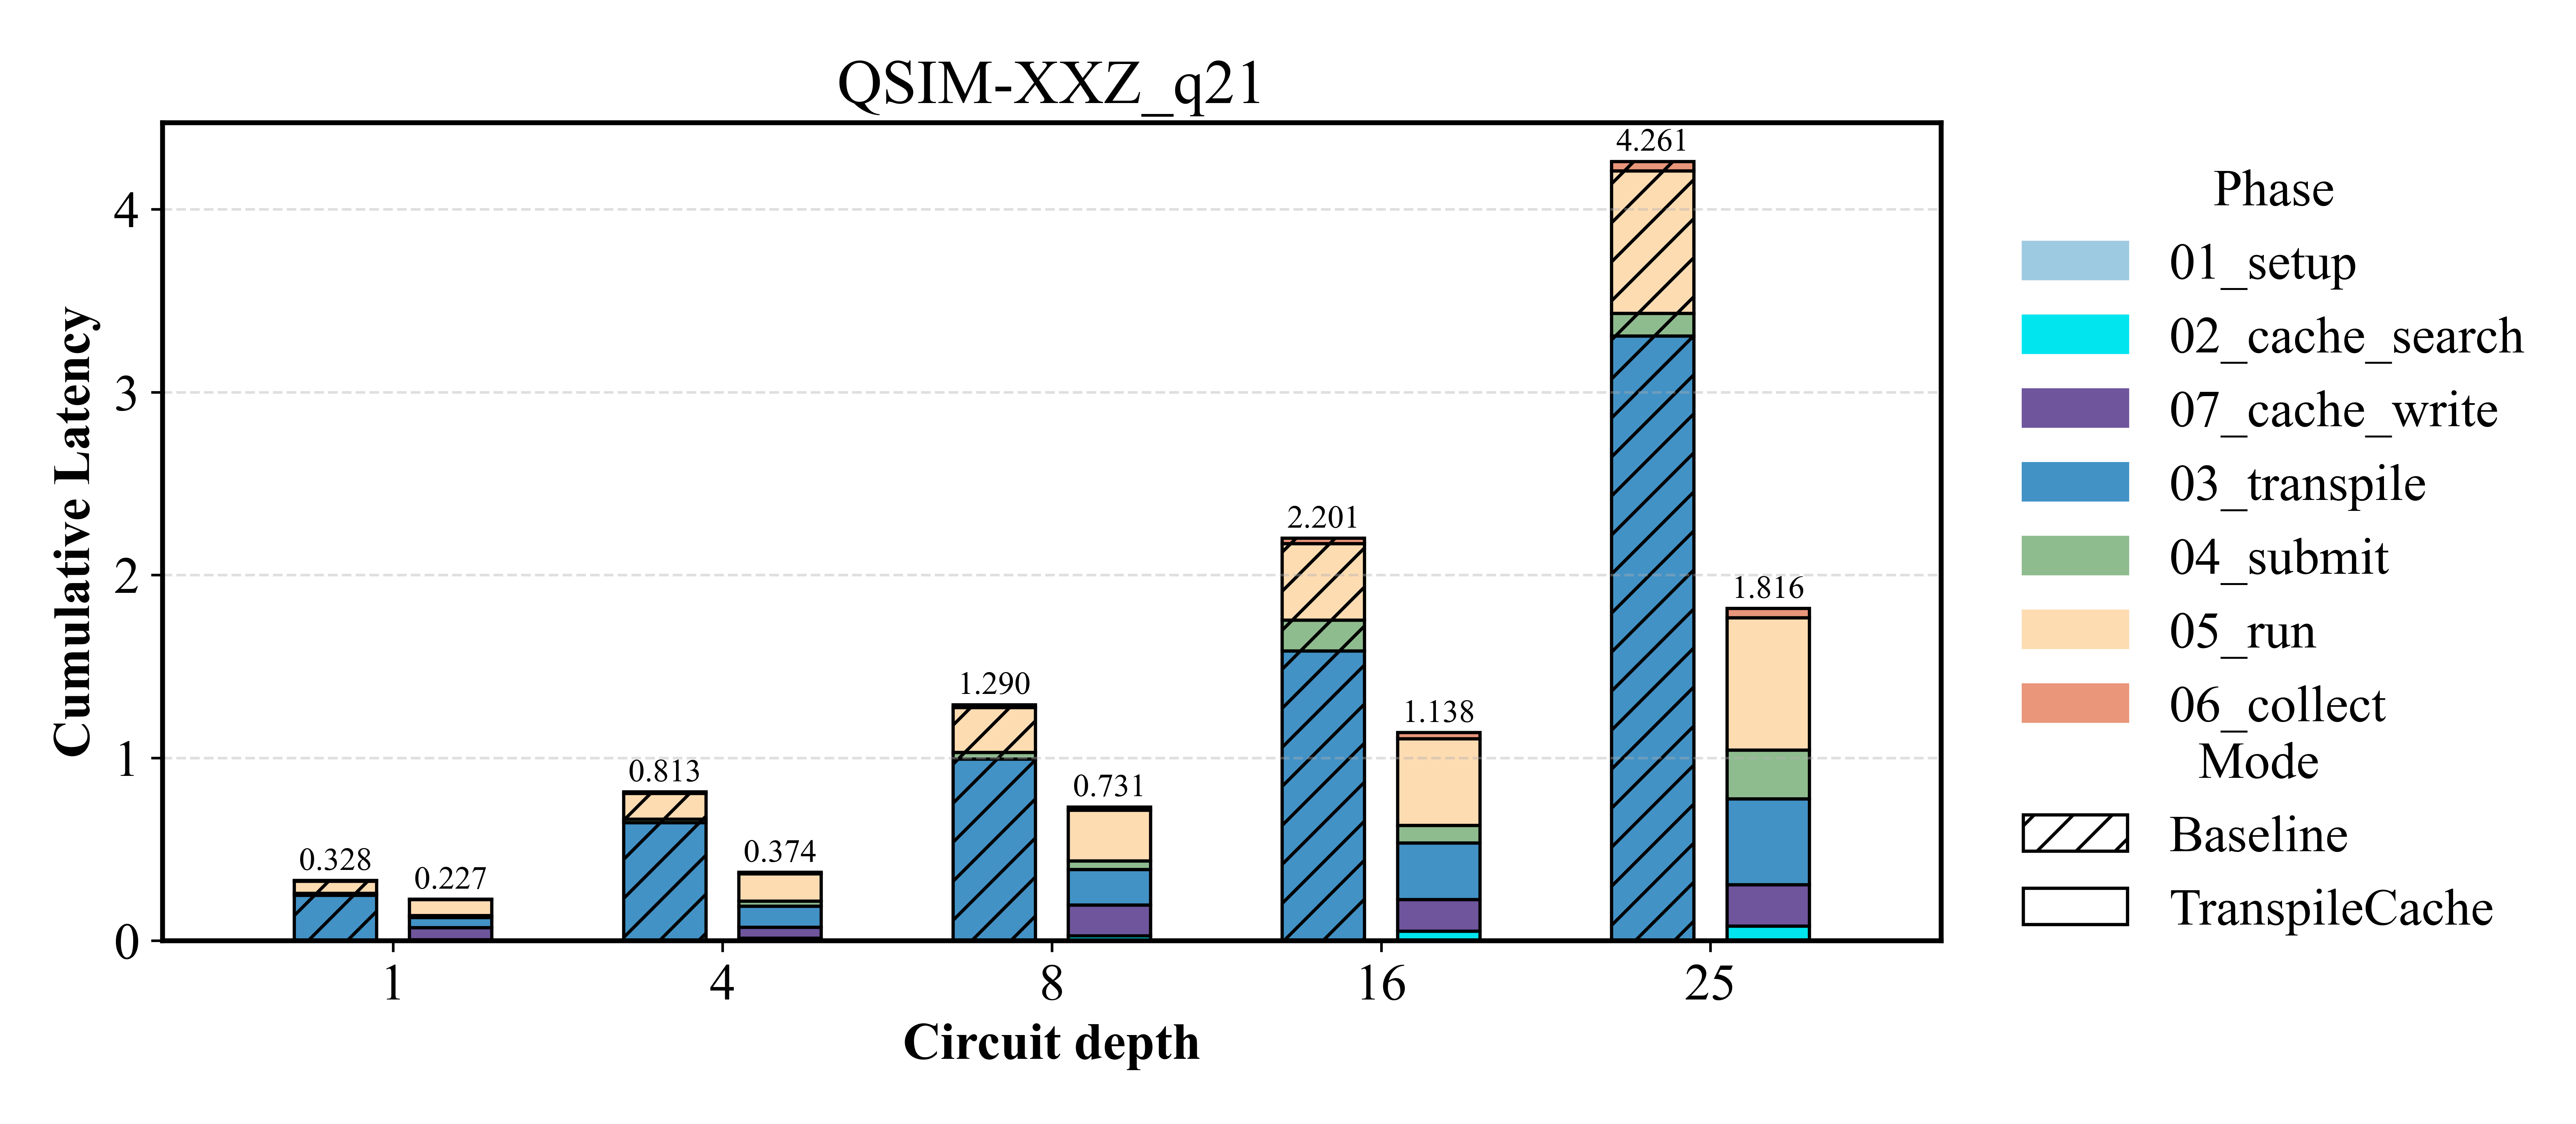 QSIM-XXZ_q21
Cumulative Latency
4
3
2
1
0
0.328
0.227
0.813
0.374
1.290
0.731
2.201
1.138
4.261
1.816
1
4
8
16
25
Circuit depth
Phase
01_setup
02_cache_search
07_cache_write
03_transpile
04_submit
05_run
06_collect
Mode
Baseline
TranspileCache